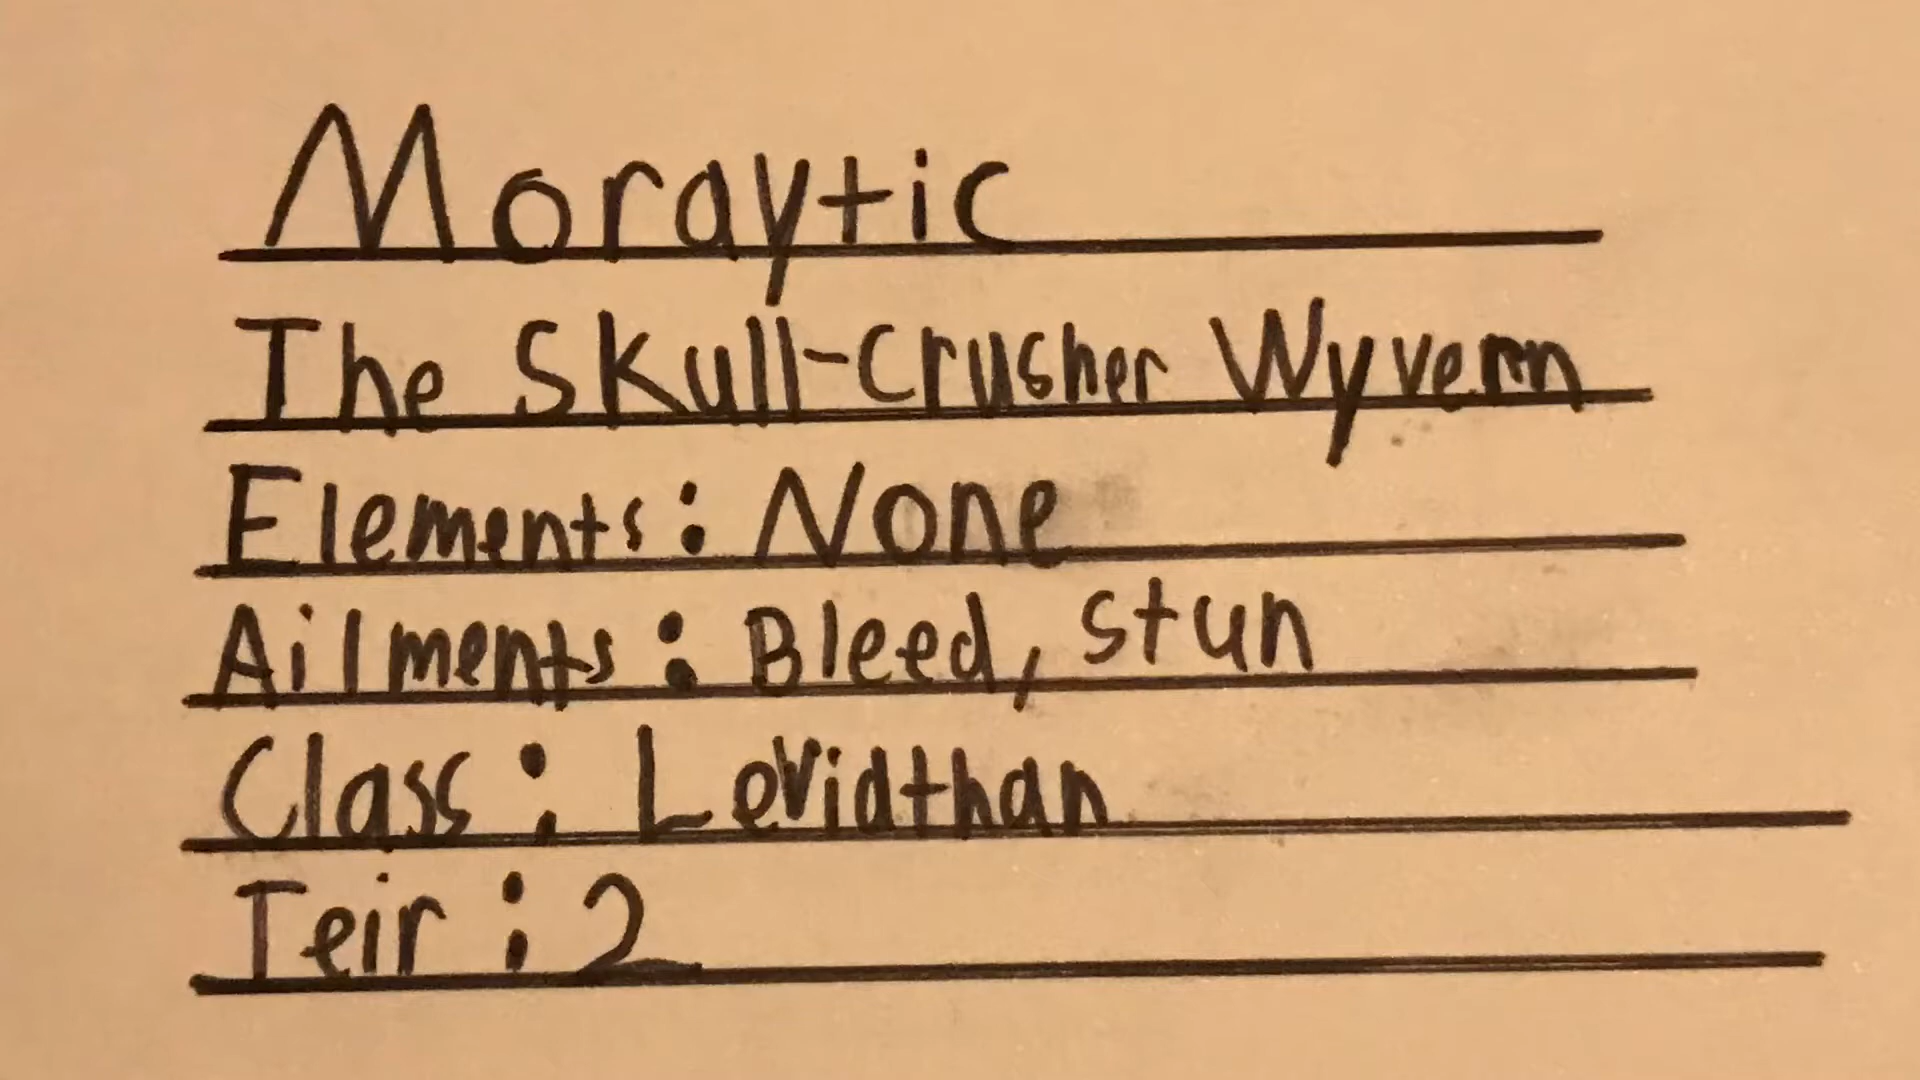 Moraytic
The Skull-Crusher Wyvern
Elements: None
Ailments: Bleed, stun
Class: Leviathan
Teir: 2